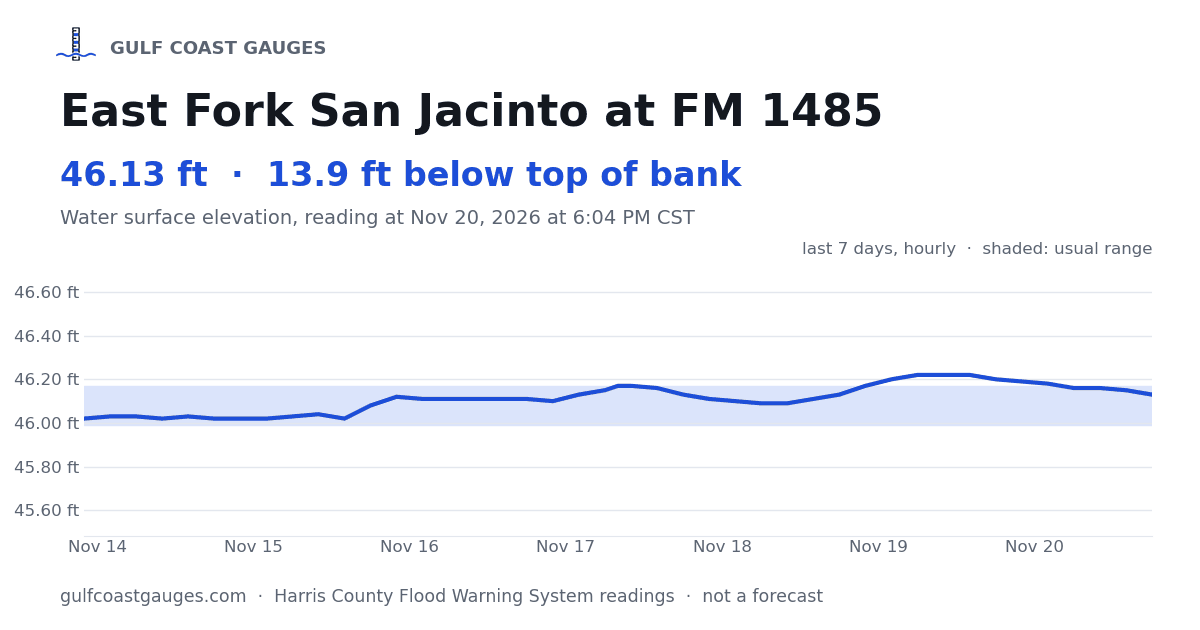 GULF COAST GAUGES
East Fork San Jacinto at FM 1485
46.13 ft · 13.9 ft below top of bank
Water surface elevation, reading at Nov 20, 2026 at 6:04 PM CST
last 7 days, hourly · shaded: usual range
46.60 ft
46.40 ft
46.20 ft
46.00 ft
45.80 ft
45.60 ft
Nov 14 Nov 15 Nov 16 Nov 17 Nov 18 Nov 19 Nov 20
gulfcoastgauges.com · Harris County Flood Warning System readings · not a forecast